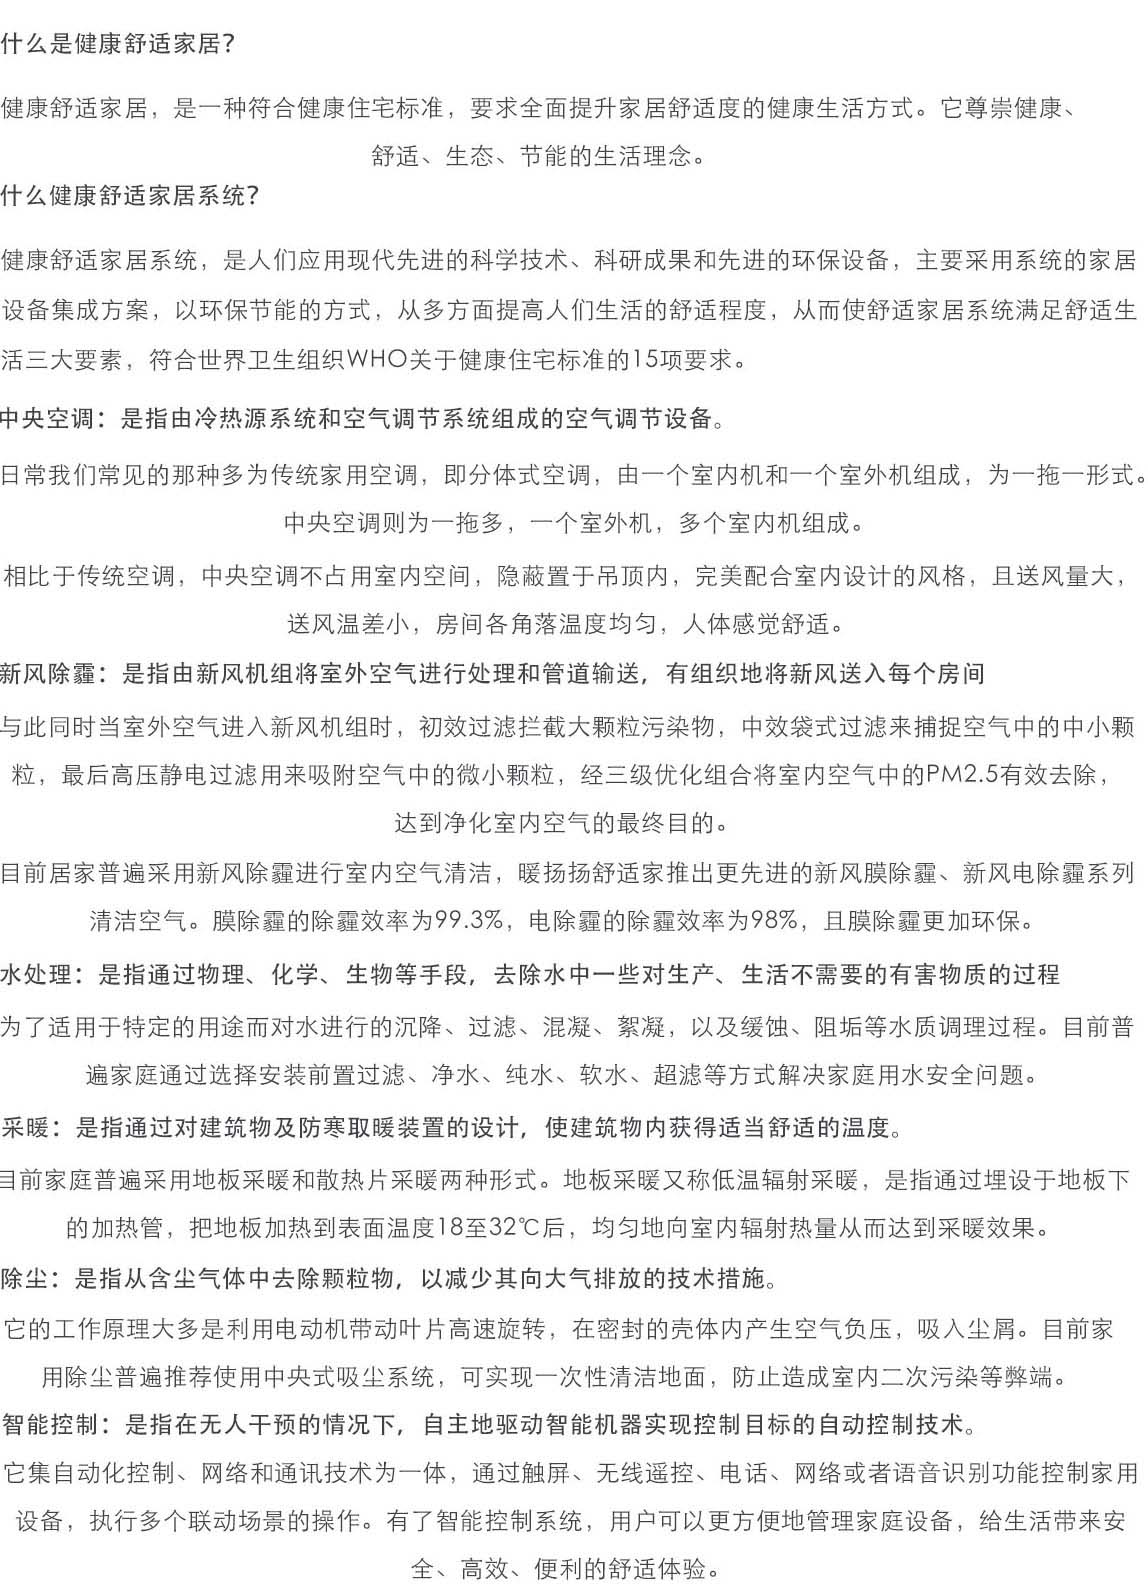 什么是健康舒适家居？
健康舒适家居，是一种符合健康住宅标准，要求全面提升家居舒适度的健康生活方式。它尊崇健康、
舒适、生态、节能的生活理念。
什么健康舒适家居系统？
健康舒适家居系统，是人们应用现代先进的科学技术、科研成果和先进的环保设备，主要采用系统的家居
设备集成方案，以环保节能的方式，从多方面提高人们生活的舒适程度，从而使舒适家居系统满足舒适生
活三大要素，符合世界卫生组织WHO关于健康住宅标准的15项要求。
中央空调：是指由冷热源系统和空气调节系统组成的空气调节设备。
日常我们常见的那种多为传统家用空调，即分体式空调，由一个室内机和一个室外机组成，为一拖一形式。
中央空调则为一拖多，一个室外机，多个室内机组成。
相比于传统空调，中央空调不占用室内空间，隐蔽置于吊顶内，完美配合室内设计的风格，且送风量大，
送风温差小，房间各角落温度均匀，人体感觉舒适。
新风除霾：是指由新风机组将室外空气进行处理和管道输送，有组织地将新风送入每个房间
与此同时当室外空气进入新风机组时，初效过滤拦截大颗粒污染物，中效袋式过滤来捕捉空气中的中小颗
粒，最后高压静电过滤用来吸附空气中的微小颗粒，经三级优化组合将室内空气中的PM2.5有效去除，
达到净化室内空气的最终目的。
目前居家普遍采用新风除霾进行室内空气清洁，暖扬扬舒适家推出更先进的新风膜除霾、新风电除霾系列
清洁空气。膜除霾的除霾效率为99.3%，电除霾的除霾效率为98%，且膜除霾更加环保。
水处理：是指通过物理、化学、生物等手段，去除水中一些对生产、生活不需要的有害物质的过程
为了适用于特定的用途而对水进行的沉降、过滤、混凝、絮凝，以及缓蚀、阻垢等水质调理过程。目前普
遍家庭通过选择安装前置过滤、净水、纯水、软水、超滤等方式解决家庭用水安全问题。
采暖：是指通过对建筑物及防寒取暖装置的设计，使建筑物内获得适当舒适的温度。
目前家庭普遍采用地板采暖和散热片采暖两种形式。地板采暖又称低温辐射采暖，是指通过埋设于地板下
的加热管，把地板加热到表面温度18至32℃后，均匀地向室内辐射热量从而达到采暖效果。
除尘：是指从含尘气体中去除颗粒物，以减少其向大气排放的技术措施。
它的工作原理大多是利用电动机带动叶片高速旋转，在密封的壳体内产生空气负压，吸入尘屑。目前家
用除尘普遍推荐使用中央式吸尘系统，可实现一次性清洁地面，防止造成室内二次污染等弊端。
智能控制：是指在无人干预的情况下，自主地驱动智能机器实现控制目标的自动控制技术。
它集自动化控制、网络和通讯技术为一体，通过触屏、无线遥控、电话、网络或者语音识别功能控制家用
设备，执行多个联动场景的操作。有了智能控制系统，用户可以更方便地管理家庭设备，给生活带来安
全、高效、便利的舒适体验。